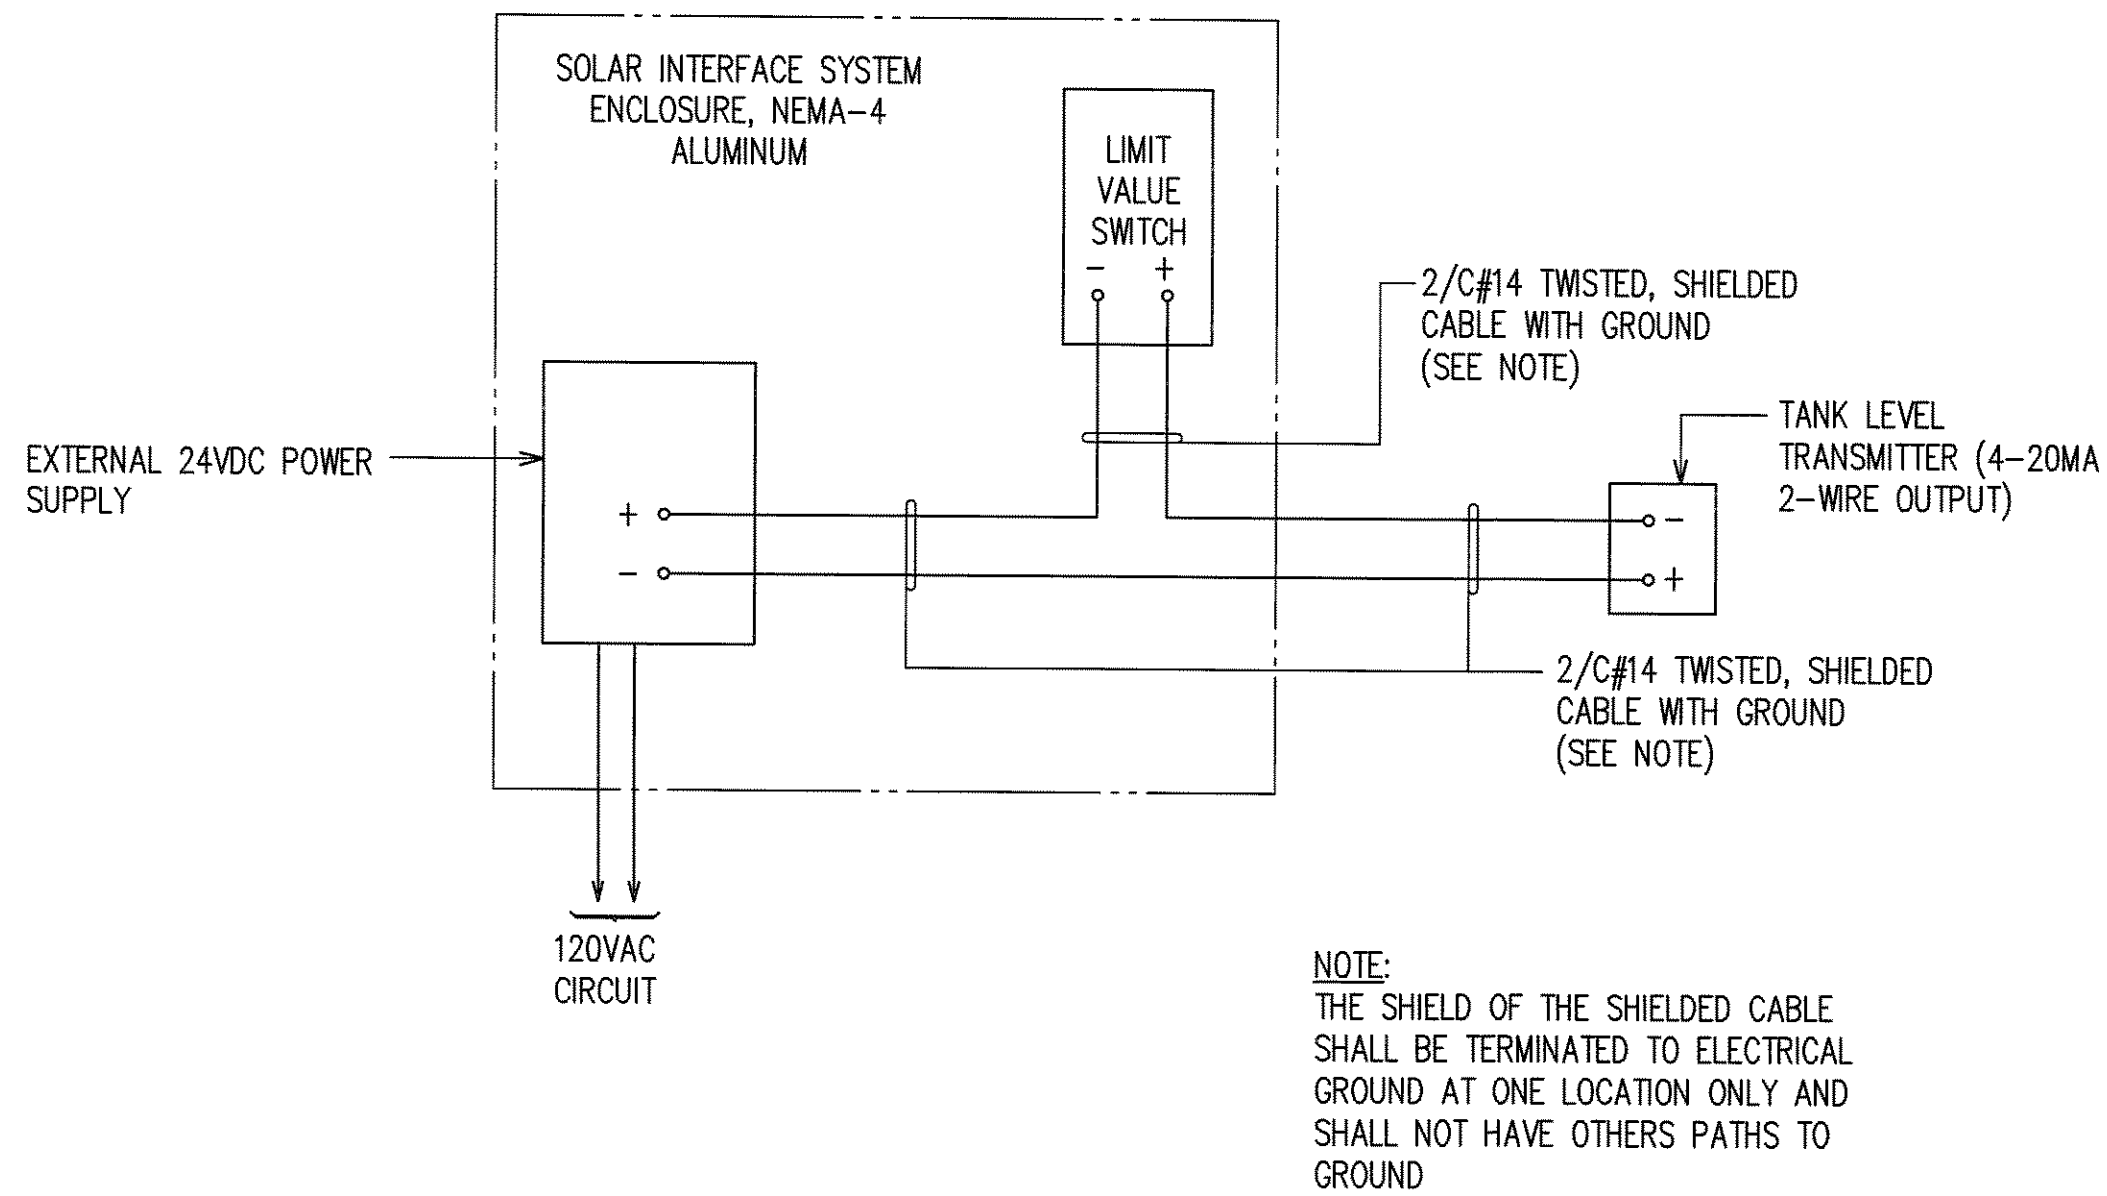 SOLAR INTERFACE SYSTEM
ENCLOSURE, NEMA-4
ALUMINUM
LIMIT
VALUE
SWITCH
- +
2/C#14 TWISTED, SHIELDED
CABLE WITH GROUND
(SEE NOTE)
EXTERNAL 24VDC POWER
SUPPLY
+
-
TANK LEVEL
TRANSMITTER (4-20MA
2-WIRE OUTPUT)
-
+
2/C#14 TWISTED, SHIELDED
CABLE WITH GROUND
(SEE NOTE)
120VAC
CIRCUIT
NOTE:
THE SHIELD OF THE SHIELDED CABLE
SHALL BE TERMINATED TO ELECTRICAL
GROUND AT ONE LOCATION ONLY AND
SHALL NOT HAVE OTHERS PATHS TO
GROUND